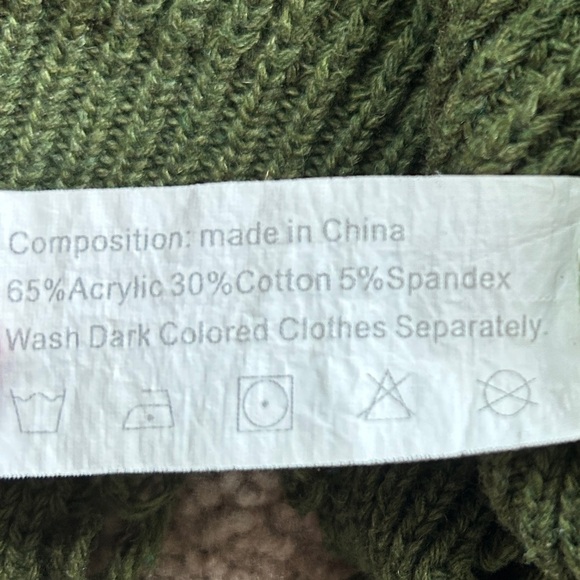 Composition: made in China
65%Acrylic 30%Cotton 5%Spandex
Wash Dark Colored Clothes Separately.